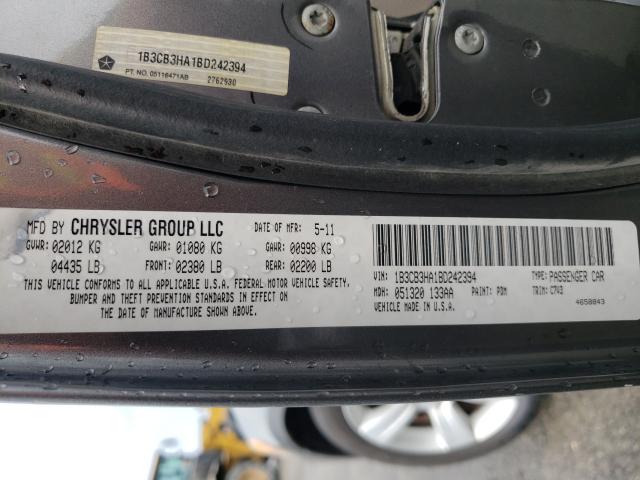 1B3CB3HA1BD242394
PT. NO. 05116471AB 2762930
MFD BY CHRYSLER GROUP LLC DATE OF MFR: 5-11
GVWR: 02012 KG GAWR: 01080 KG GAWR: 00998 KG
04435 LB FRONT: 02380 LB REAR: 02200 LB
THIS VEHICLE CONFORMS TO ALL APPLICABLE U.S.A. FEDERAL MOTOR VEHICLE SAFETY,
BUMPER AND THEFT PREVENTION STANDARDS IN EFFECT ON
THE DATE OF MANUFACTURE SHOWN ABOVE.
VIN: 1B3CB3HA1BD242394 TYPE: PASSENGER CAR
MDH: 051320 133AA PAINT: PDM TRIM: C7V9
VEHICLE MADE IN U.S.A. 4658843